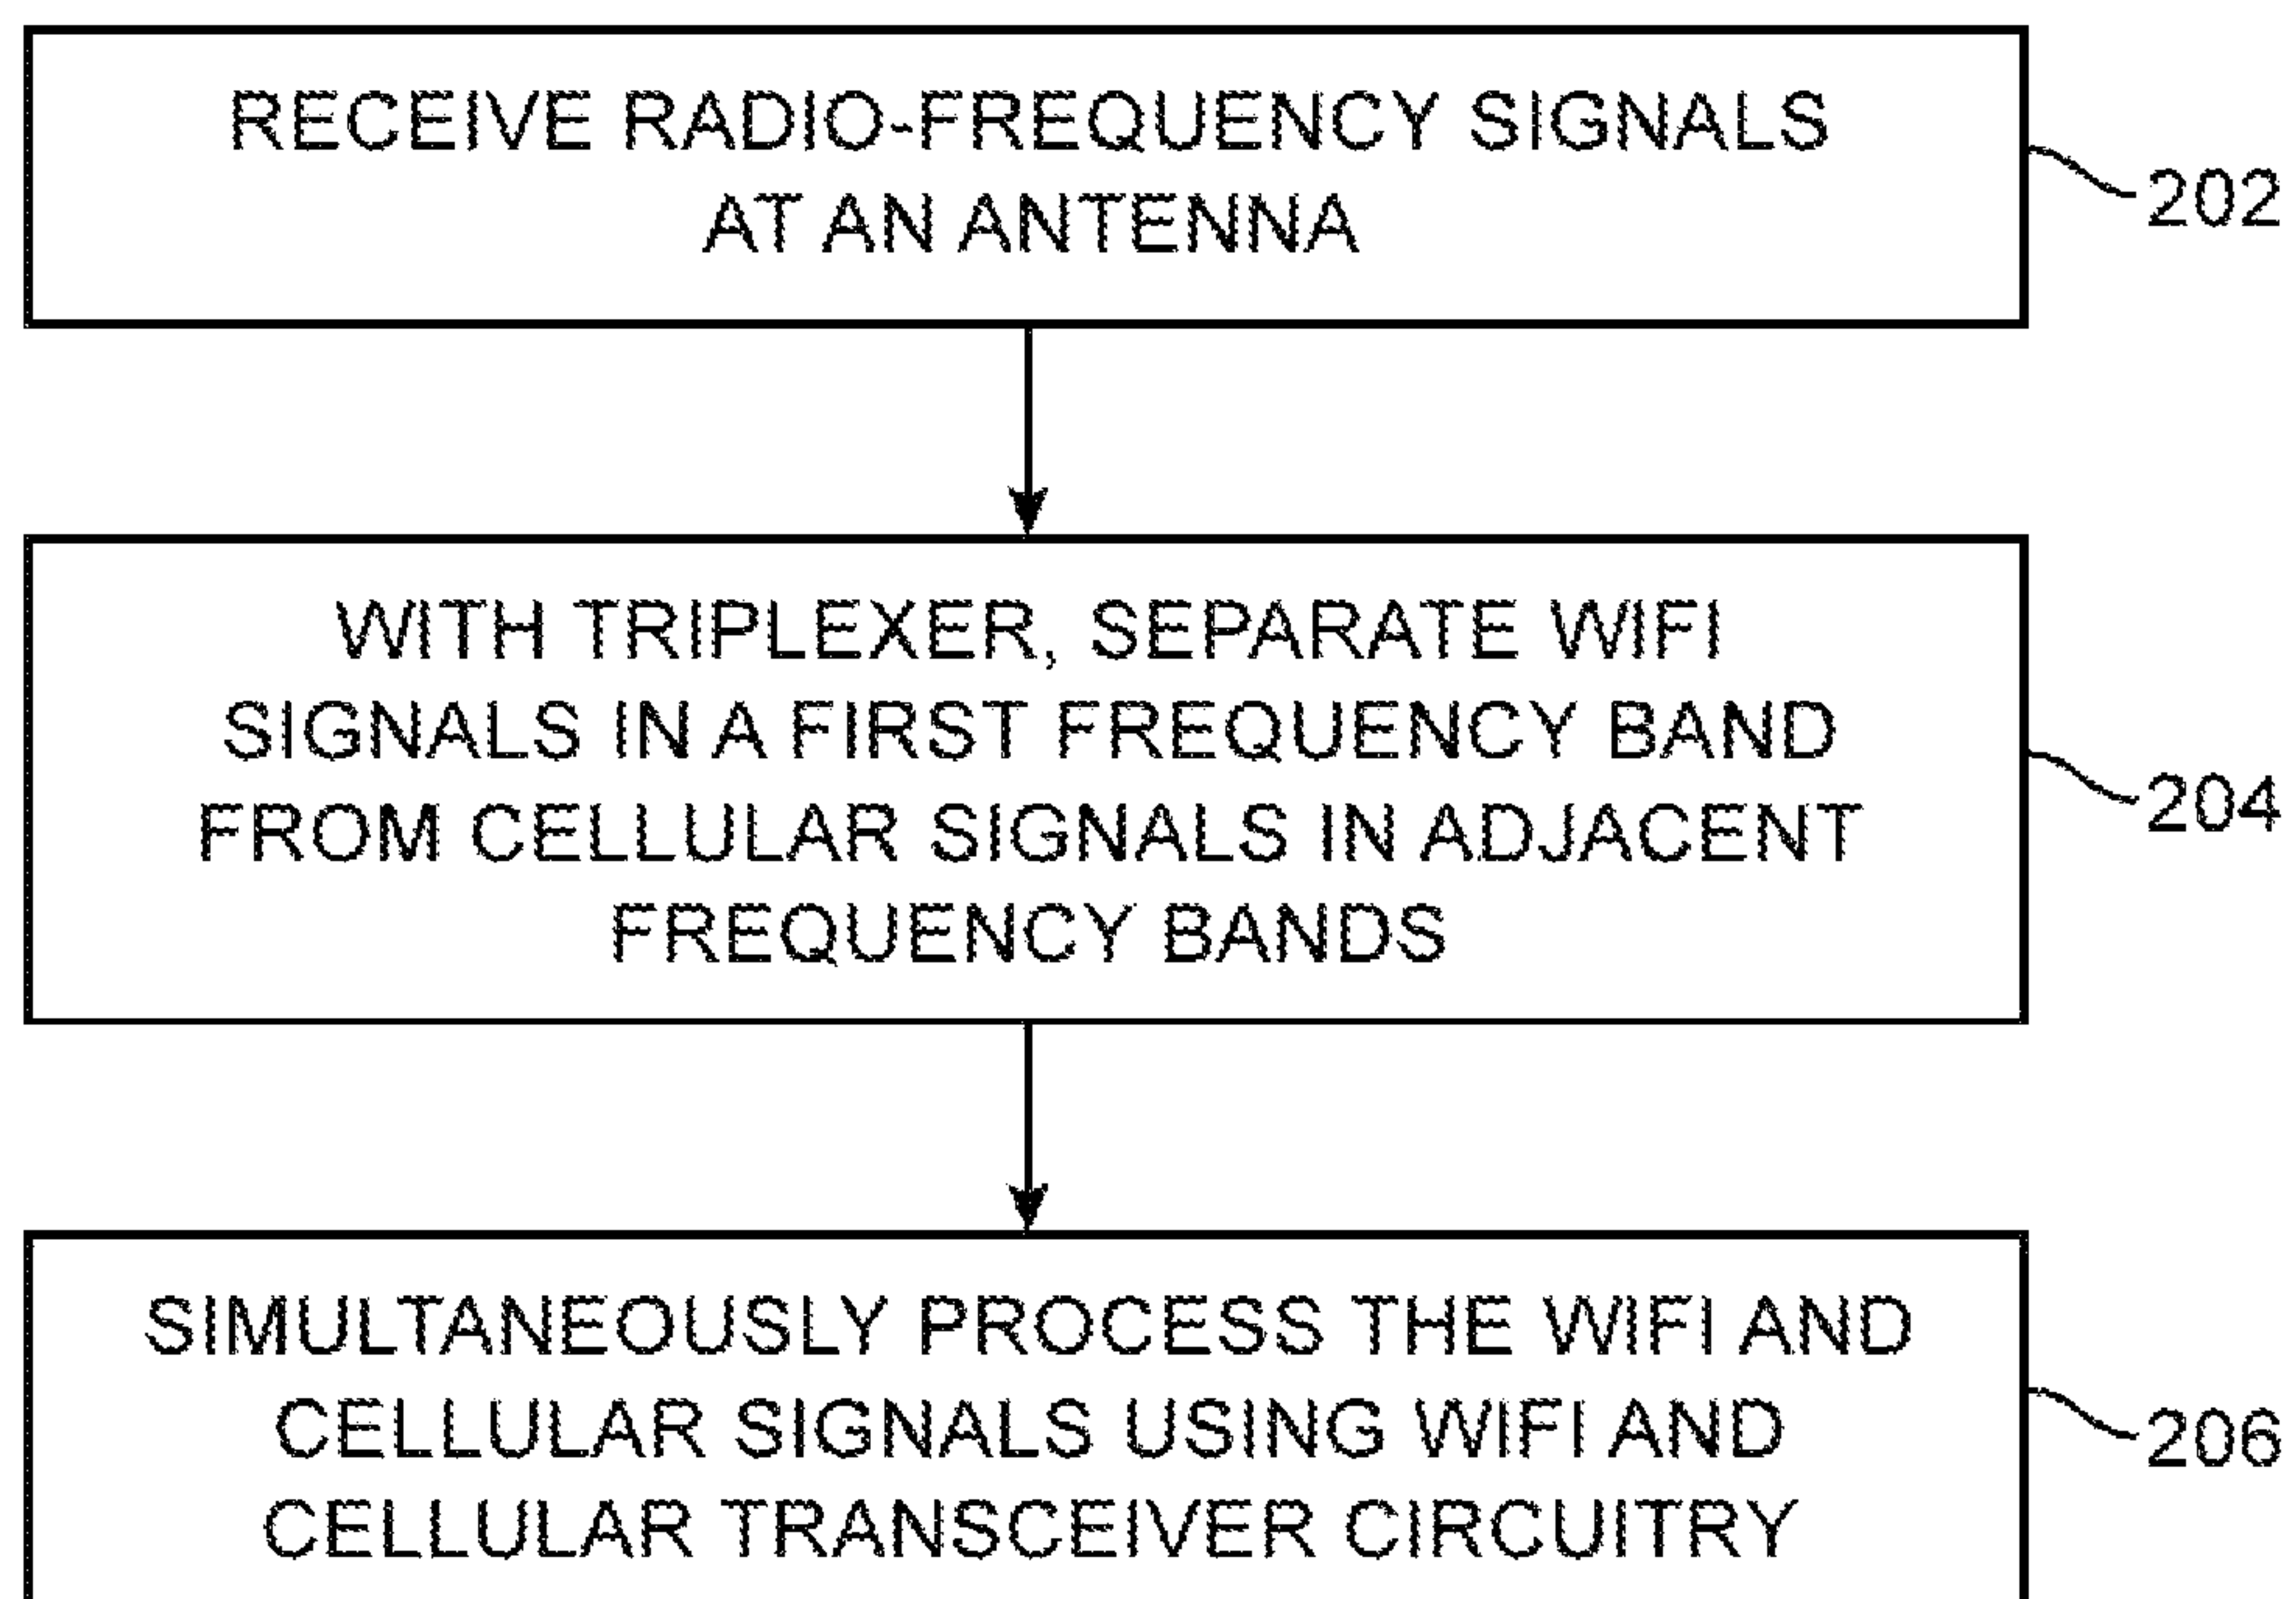 RECEIVE RADIO-FREQUENCY SIGNALS
AT AN ANTENNA
202
WITH TRIPLEXER, SEPARATE WIFI
SIGNALS IN A FIRST FREQUENCY BAND
FROM CELLULAR SIGNALS IN ADJACENT
FREQUENCY BANDS
204
SIMULTANEOUSLY PROCESS THE WIFI AND
CELLULAR SIGNALS USING WIFI AND
CELLULAR TRANSCEIVER CIRCUITRY
206